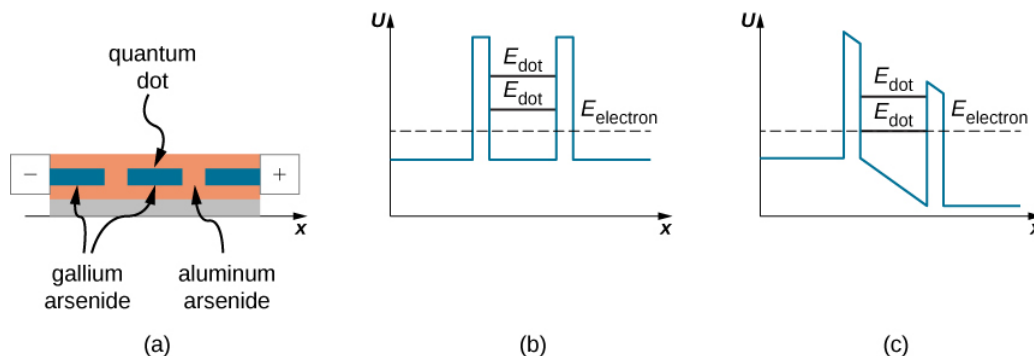 quantum
dot
−
+
x
gallium
arsenide
aluminum
arsenide
(a)
U
E_dot
E_dot
E_electron
x
(b)
U
E_dot
E_dot
E_electron
x
(c)